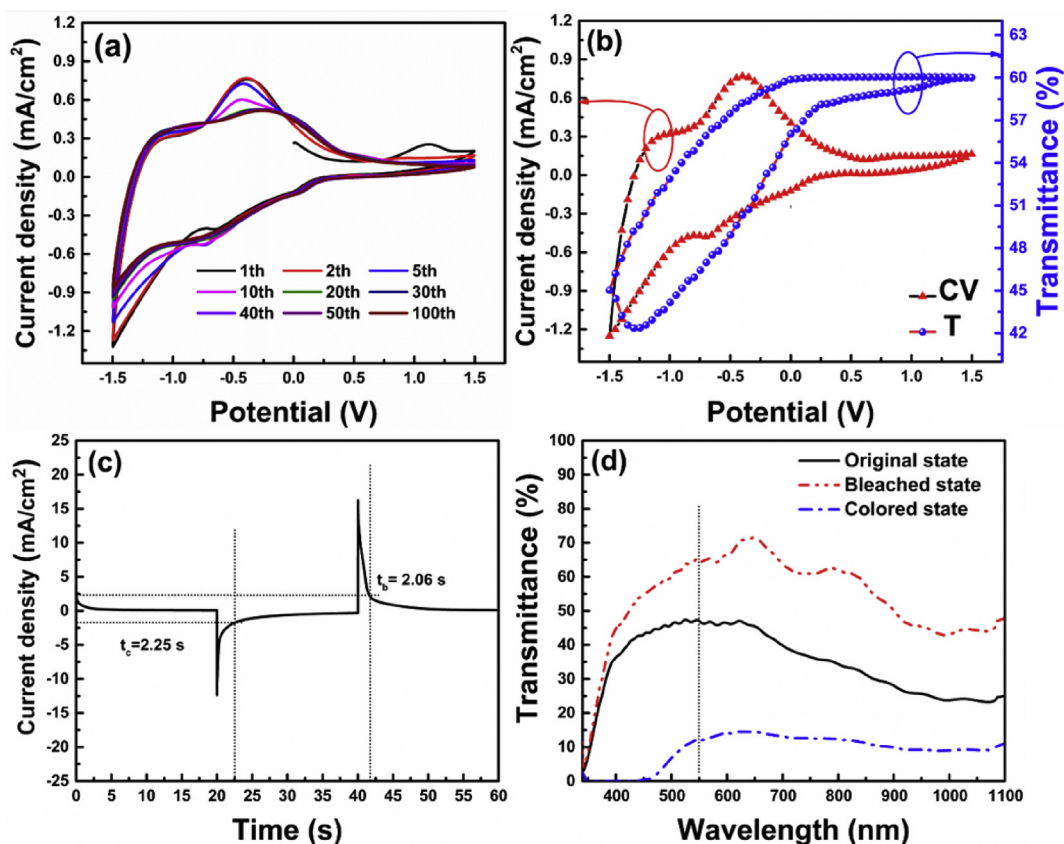 (a)
Current density (mA/cm²)
1.2
0.9
0.6
0.3
0.0
-0.3
-0.6
-0.9
-1.2
1th 2th 5th
10th 20th 30th
40th 50th 100th
-1.5 -1.0 -0.5 0.0 0.5 1.0 1.5
Potential (V)
(b)
Current density (mA/cm²)
1.2
0.9
0.6
0.3
0.0
-0.3
-0.6
-0.9
-1.2
63
60
57
54
51
48
45
42
Transmittance (%)
CV
T
-1.5 -1.0 -0.5 0.0 0.5 1.0 1.5
Potential (V)
(c)
Current density (mA/cm²)
25
20
15
10
5
0
-5
-10
-15
-20
-25
t_b= 2.06 s
t_c=2.25 s
0 5 10 15 20 25 30 35 40 45 50 55 60
Time (s)
(d)
Transmittance (%)
100
90
80
70
60
50
40
30
20
10
0
Original state
Bleached state
Colored state
400 500 600 700 800 900 1000 1100
Wavelength (nm)